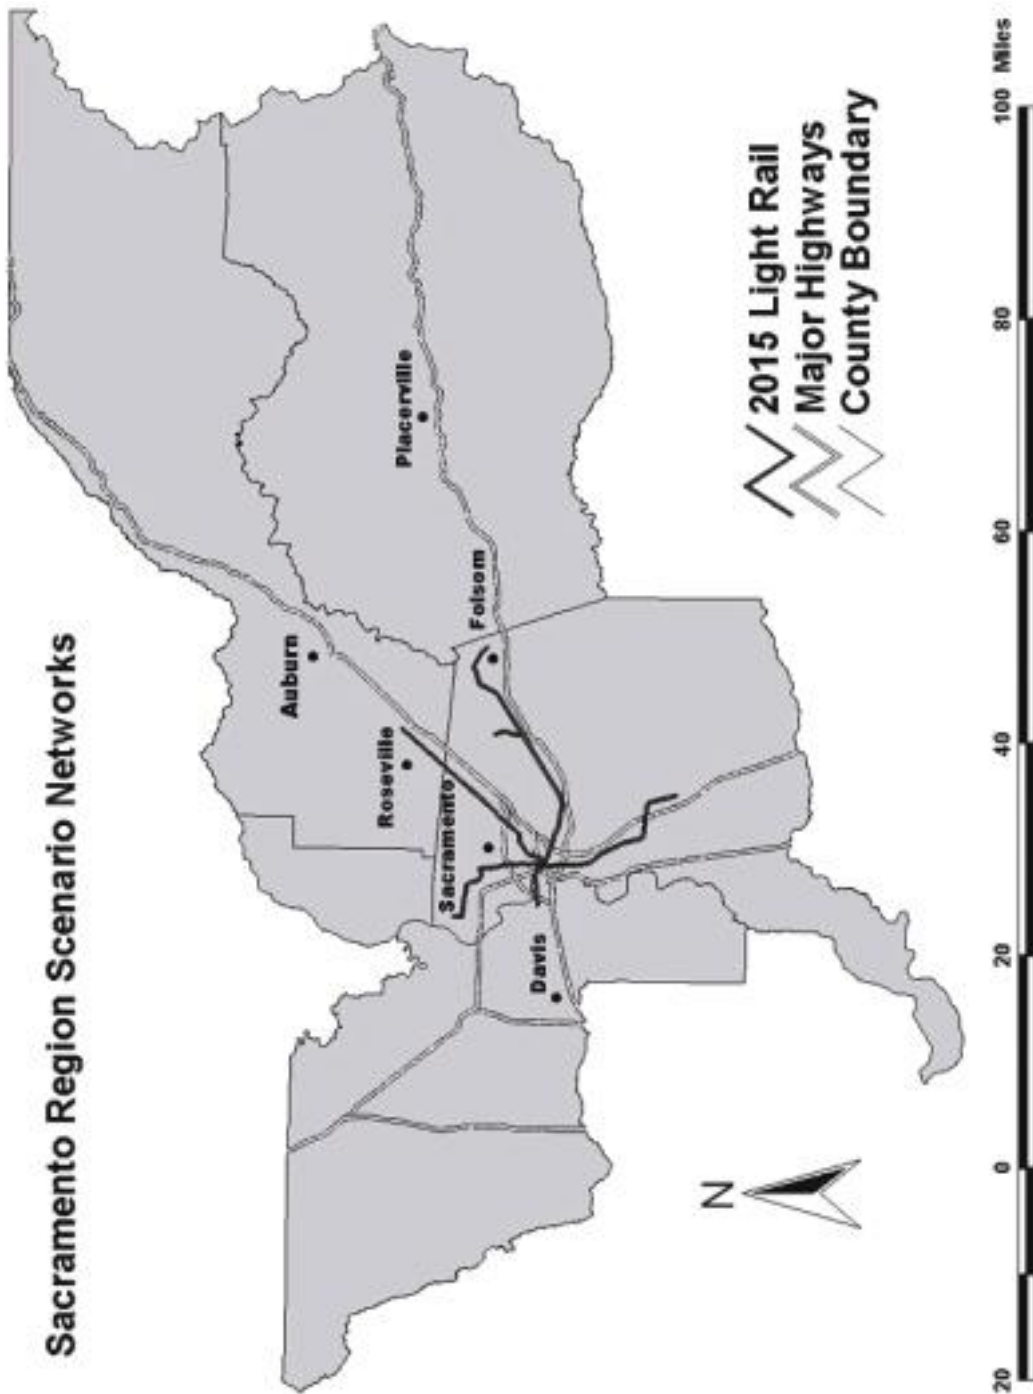 Sacramento Region Scenario Networks
Auburn
Roseville
Placerville
Sacramento
Folsom
Davis
N
2015 Light Rail
Major Highways
County Boundary
20 0 20 40 60 80 100 Miles